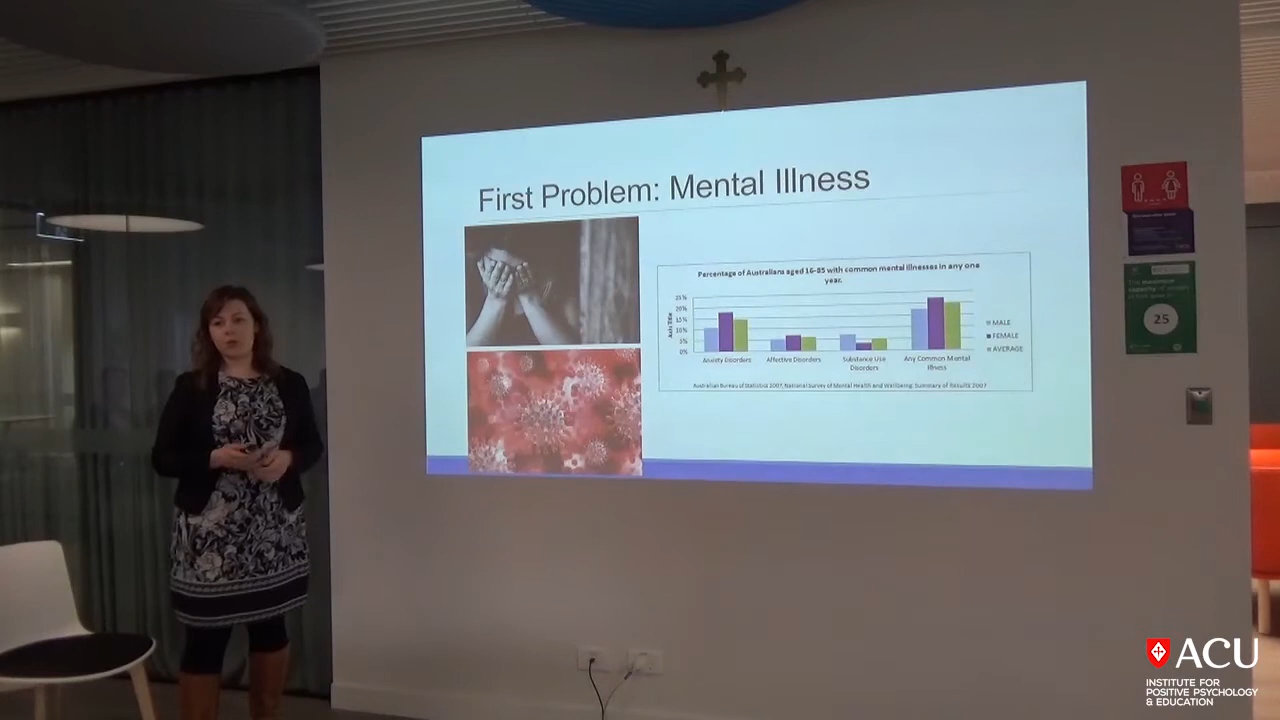 First Problem: Mental Illness
Percentage of Australians aged 16-85 with common mental illnesses in any one
year.
Axis Title
25%
20%
15%
10%
5%
0%
Anxiety Disorders
Affective Disorders
Substance Use
Disorders
Any Common Mental
Illness
MALE
FEMALE
AVERAGE
Australian Bureau of Statistics 2007, National Survey of Mental Health and Wellbeing: Summary of Results 2007
25
ACU
INSTITUTE FOR
POSITIVE PSYCHOLOGY
& EDUCATION